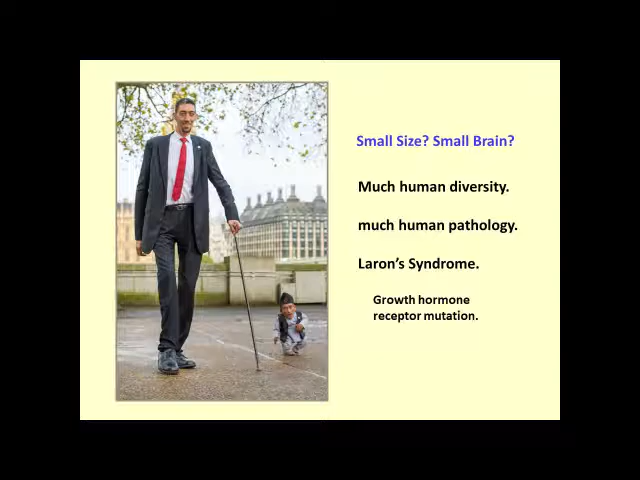 Small Size? Small Brain?
Much human diversity.
much human pathology.
Laron’s Syndrome.
Growth hormone
receptor mutation.